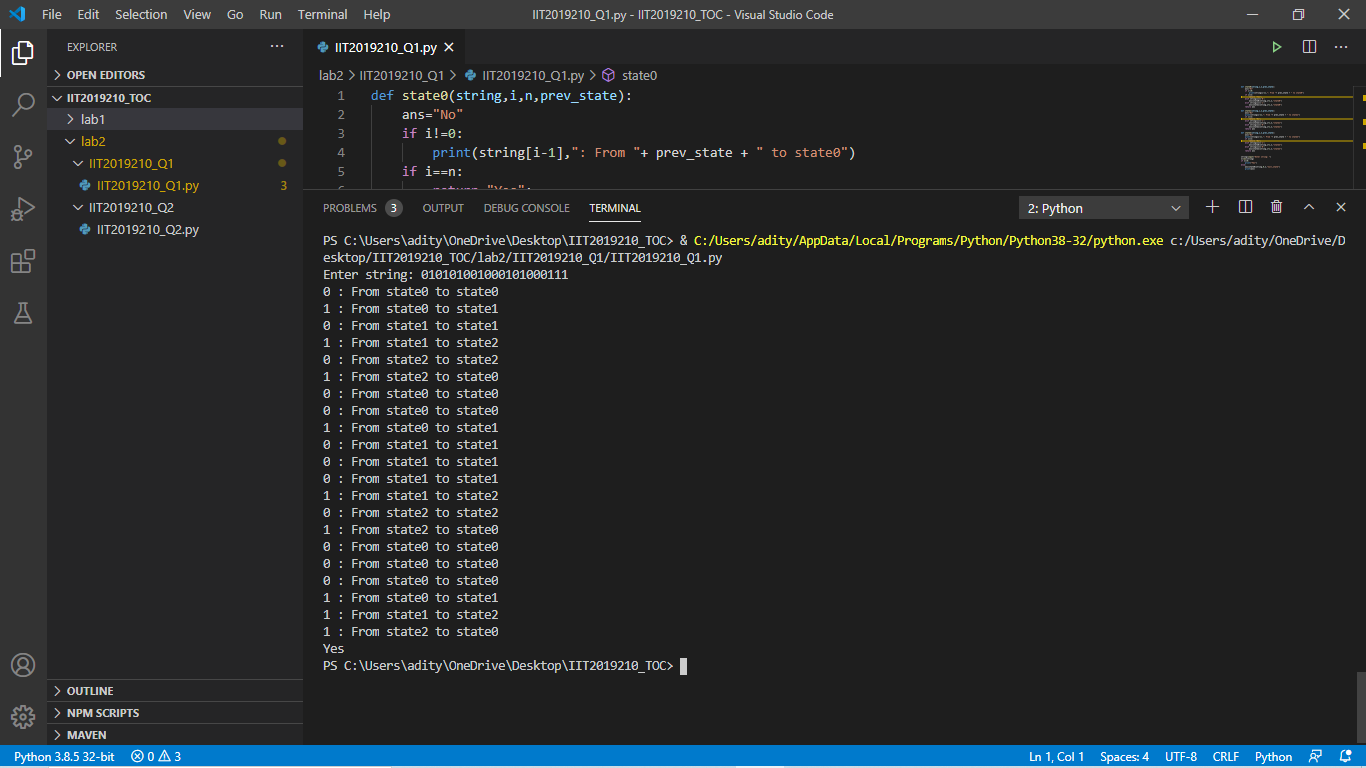 File Edit Selection View Go Run Terminal Help IIT2019210_Q1.py - IIT2019210_TOC - Visual Studio Code
EXPLORER
OPEN EDITORS
IIT2019210_TOC
lab1
lab2
IIT2019210_Q1
IIT2019210_Q1.py 3
IIT2019210_Q2
IIT2019210_Q2.py
OUTLINE
NPM SCRIPTS
MAVEN
IIT2019210_Q1.py
lab2 > IIT2019210_Q1 > IIT2019210_Q1.py > state0
1 def state0(string,i,n,prev_state):
2 ans="No"
3 if i!=0:
4 print(string[i-1],": From "+ prev_state + " to state0")
5 if i==n:
6 return "Yes";
PROBLEMS 3 OUTPUT DEBUG CONSOLE TERMINAL 2: Python
PS C:\Users\adity\OneDrive\Desktop\IIT2019210_TOC> & C:/Users/adity/AppData/Local/Programs/Python/Python38-32/python.exe c:/Users/adity/OneDrive/D
esktop/IIT2019210_TOC/lab2/IIT2019210_Q1/IIT2019210_Q1.py
Enter string: 010101001000101000111
0 : From state0 to state0
1 : From state0 to state1
0 : From state1 to state1
1 : From state1 to state2
0 : From state2 to state2
1 : From state2 to state0
0 : From state0 to state0
0 : From state0 to state0
1 : From state0 to state1
0 : From state1 to state1
0 : From state1 to state1
0 : From state1 to state1
1 : From state1 to state2
0 : From state2 to state2
1 : From state2 to state0
0 : From state0 to state0
0 : From state0 to state0
0 : From state0 to state0
1 : From state0 to state1
1 : From state1 to state2
1 : From state2 to state0
Yes
PS C:\Users\adity\OneDrive\Desktop\IIT2019210_TOC>
Python 3.8.5 32-bit 0 3 Ln 1, Col 1 Spaces: 4 UTF-8 CRLF Python